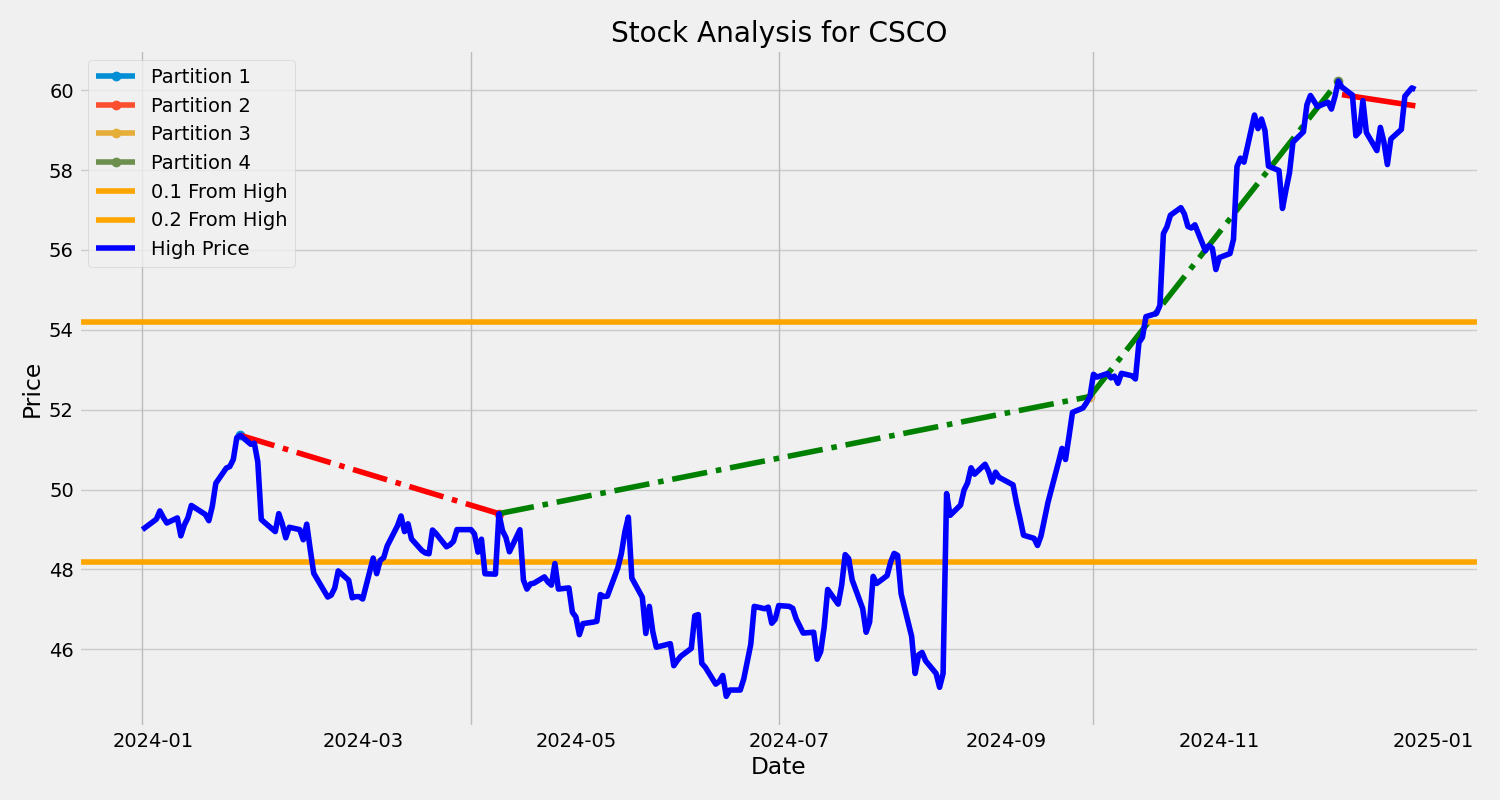 Stock Analysis for CSCO
Partition 1
Partition 2
Partition 3
Partition 4
0.1 From High
0.2 From High
High Price
Price
60
58
56
54
52
50
48
46
2024-01 2024-03 2024-05 2024-07 2024-09 2024-11 2025-01
Date